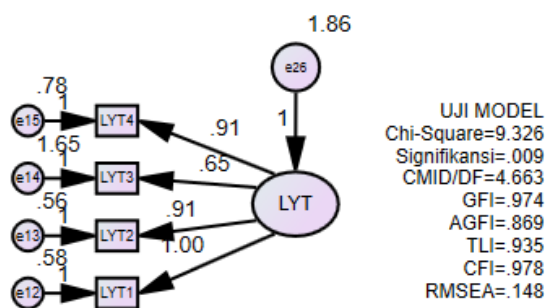 1.86
e26
1
.78
1
e15
LYT4
.91
1.65
1
e14
LYT3
.65
.56
1
e13
LYT2
.91
LYT
.58
1
e12
LYT1
1.00
UJI MODEL
Chi-Square=9.326
Signifikansi=.009
CMID/DF=4.663
GFI=.974
AGFI=.869
TLI=.935
CFI=.978
RMSEA=.148